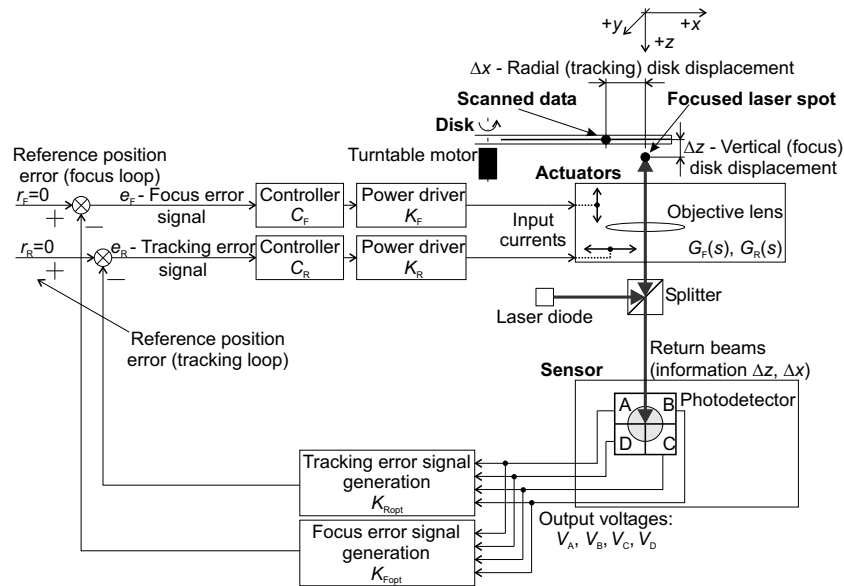 +y
+x
+z
Δx - Radial (tracking) disk displacement
Scanned data
Focused laser spot
Disk
Δz - Vertical (focus)
disk displacement
Turntable motor
Reference position
error (focus loop)
Actuators
r_F=0
e_F - Focus error
signal
Controller
C_F
Power driver
K_F
Input
currents
Objective lens
G_F(s), G_R(s)
r_R=0
e_R - Tracking error
signal
Controller
C_R
Power driver
K_R
Splitter
Laser diode
Reference position
error (tracking loop)
Return beams
(information Δz, Δx)
Sensor
Photodetector
A B
D C
Tracking error signal
generation
K_Ropt
Output voltages:
V_A, V_B, V_C, V_D
Focus error signal
generation
K_Fopt